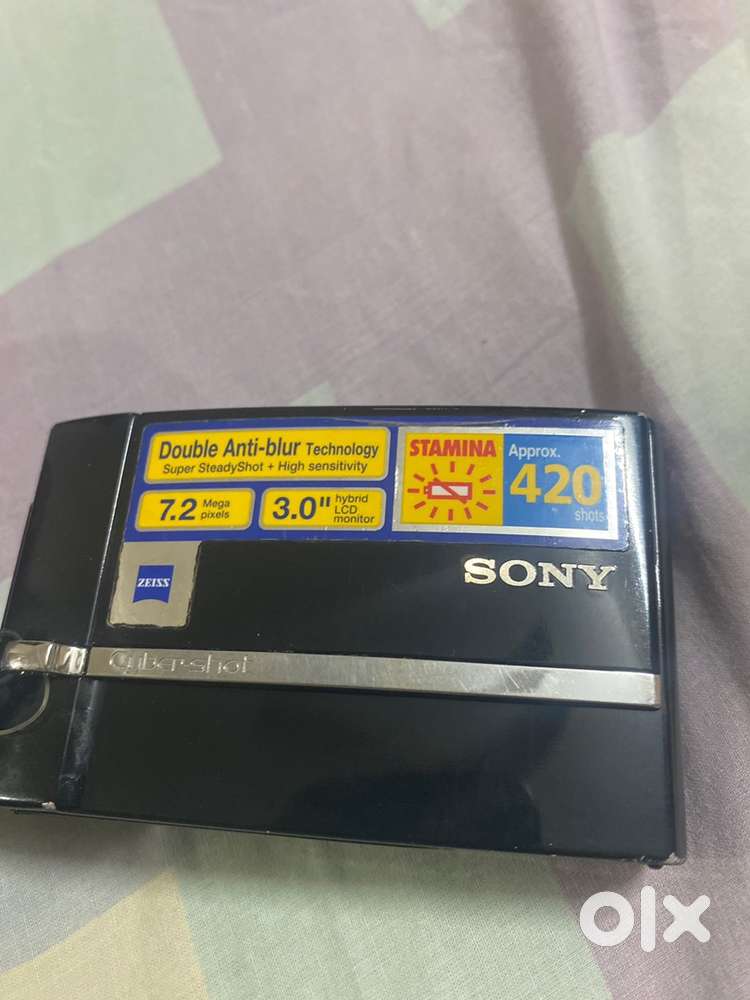 Double Anti-blur Technology
Super SteadyShot + High sensitivity
7.2 Mega pixels
3.0" hybrid LCD monitor
STAMINA
Approx.
420
shots
ZEISS
SONY
Cyber-shot
olx